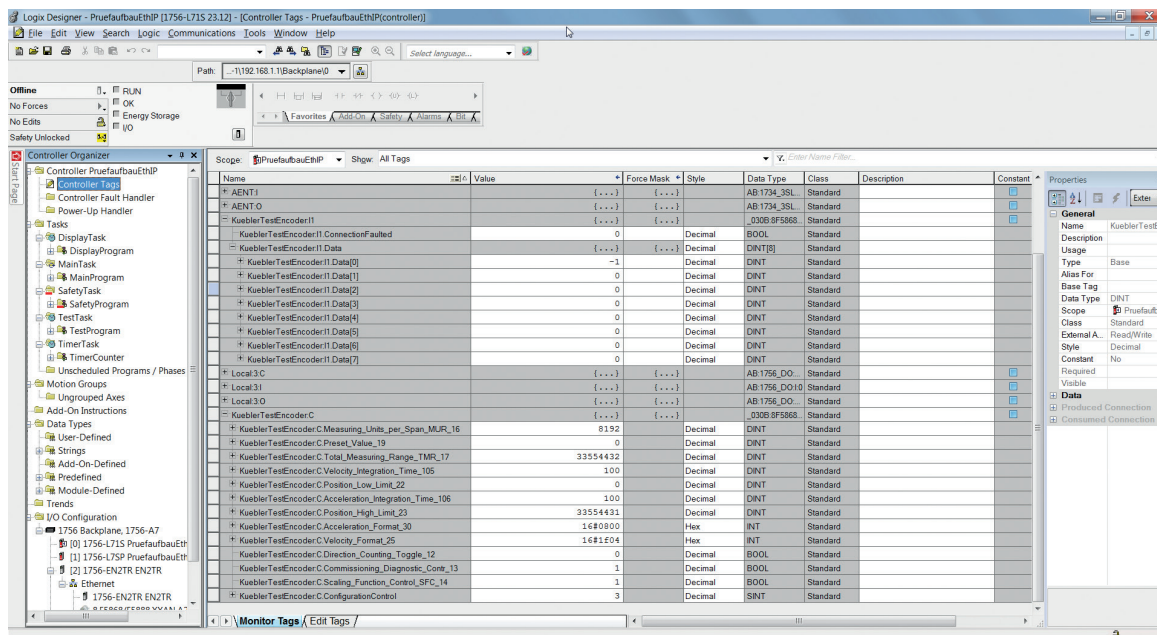 Logix Designer - PruefaufbauEthIP [1756-L71S 23.12] - [Controller Tags - PruefaufbauEthIP(controller)]
File Edit View Search Logic Communications Tools Window Help
Select language...
Path: ...-1\192.168.1.1\Backplane\0
Offline RUN
No Forces OK
No Edits Energy Storage
Safety Unlocked I/O
Favorites Add-On Safety Alarms Bit
Start Page
Controller Organizer
Controller PruefaufbauEthIP
Controller Tags
Controller Fault Handler
Power-Up Handler
Tasks
DisplayTask
DisplayProgram
MainTask
MainProgram
SafetyTask
SafetyProgram
TestTask
TestProgram
TimerTask
TimerCounter
Unscheduled Programs / Phases
Motion Groups
Ungrouped Axes
Add-On Instructions
Data Types
User-Defined
Strings
Add-On-Defined
Predefined
Module-Defined
Trends
I/O Configuration
1756 Backplane, 1756-A7
[0] 1756-L71S PruefaufbauEth
[1] 1756-L7SP PruefaufbauEth
[2] 1756-EN2TR EN2TR
Ethernet
1756-EN2TR EN2TR
Scope: PruefaufbauEthIP Show: All Tags Enter Name Filter...
Name Value Force Mask Style Data Type Class Description Constant
AENT:I {...} {...} AB:1734_3SL... Standard
AENT:O {...} {...} AB:1734_3SL... Standard
KueblerTestEncoder:I1 {...} {...} _030B:8F5868... Standard
KueblerTestEncoder:I1.ConnectionFaulted 0 Decimal BOOL Standard
KueblerTestEncoder:I1.Data {...} {...} Decimal DINT[8] Standard
KueblerTestEncoder:I1.Data[0] -1 Decimal DINT Standard
KueblerTestEncoder:I1.Data[1] 0 Decimal DINT Standard
KueblerTestEncoder:I1.Data[2] 0 Decimal DINT Standard
KueblerTestEncoder:I1.Data[3] 0 Decimal DINT Standard
KueblerTestEncoder:I1.Data[4] 0 Decimal DINT Standard
KueblerTestEncoder:I1.Data[5] 0 Decimal DINT Standard
KueblerTestEncoder:I1.Data[6] 0 Decimal DINT Standard
KueblerTestEncoder:I1.Data[7] 0 Decimal DINT Standard
Local:3:C {...} {...} AB:1756_DO:... Standard
Local:3:I {...} {...} AB:1756_DO:I:0 Standard
Local:3:O {...} {...} AB:1756_DO:... Standard
KueblerTestEncoder:C {...} {...} _030B:8F5868... Standard
KueblerTestEncoder:C.Measuring_Units_per_Span_MUR_16 8192 Decimal DINT Standard
KueblerTestEncoder:C.Preset_Value_19 0 Decimal DINT Standard
KueblerTestEncoder:C.Total_Measuring_Range_TMR_17 33554432 Decimal DINT Standard
KueblerTestEncoder:C.Velocity_Integration_Time_105 100 Decimal DINT Standard
KueblerTestEncoder:C.Position_Low_Limit_22 0 Decimal DINT Standard
KueblerTestEncoder:C.Acceleration_Integration_Time_106 100 Decimal DINT Standard
KueblerTestEncoder:C.Position_High_Limit_23 33554431 Decimal DINT Standard
KueblerTestEncoder:C.Acceleration_Format_30 16#0800 Hex INT Standard
KueblerTestEncoder:C.Velocity_Format_25 16#1f04 Hex INT Standard
KueblerTestEncoder:C.Direction_Counting_Toggle_12 0 Decimal BOOL Standard
KueblerTestEncoder:C.Commissioning_Diagnostic_Contr_13 1 Decimal BOOL Standard
KueblerTestEncoder:C.Scaling_Function_Control_SFC_14 1 Decimal BOOL Standard
KueblerTestEncoder:C.ConfigurationControl 3 Decimal SINT Standard
Monitor Tags Edit Tags
Properties
Exter
General
Name KueblerTestE
Description
Usage
Type Base
Alias For
Base Tag
Data Type DINT
Scope Pruefaufb
Class Standard
External A... Read/Write
Style Decimal
Constant No
Required
Visible
Data
Produced Connection
Consumed Connection